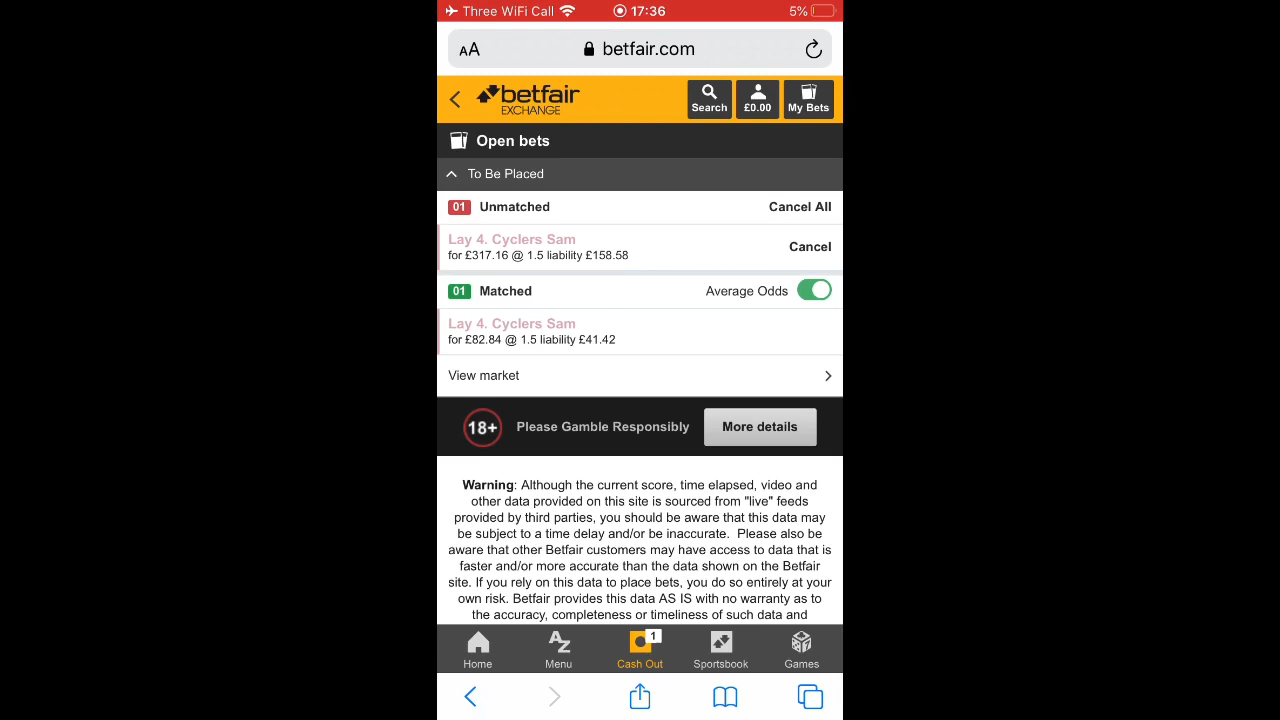 Three WiFi Call 17:36 5%
AA betfair.com
betfair
EXCHANGE
Search £0.00 My Bets
Open bets
To Be Placed
01 Unmatched Cancel All
Lay 4. Cyclers Sam
for £317.16 @ 1.5 liability £158.58
Cancel
01 Matched Average Odds
Lay 4. Cyclers Sam
for £82.84 @ 1.5 liability £41.42
View market
18+ Please Gamble Responsibly More details
Warning: Although the current score, time elapsed, video and
other data provided on this site is sourced from "live" feeds
provided by third parties, you should be aware that this data may
be subject to a time delay and/or be inaccurate. Please also be
aware that other Betfair customers may have access to data that is
faster and/or more accurate than the data shown on the Betfair
site. If you rely on this data to place bets, you do so entirely at your
own risk. Betfair provides this data AS IS with no warranty as to
the accuracy, completeness or timeliness of such data and
AZ 1
Home Menu Cash Out Sportsbook Games